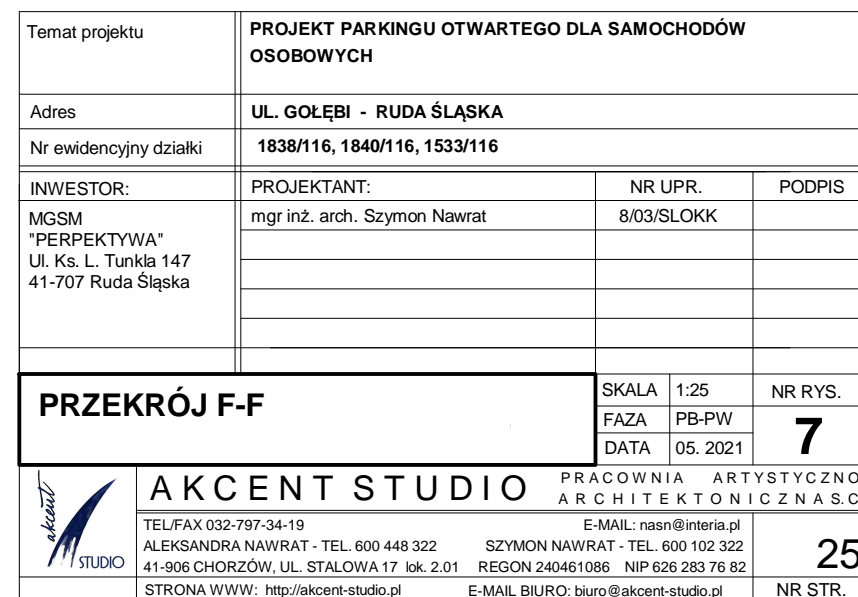 Temat projektu
PROJEKT PARKINGU OTWARTEGO DLA SAMOCHODÓW
OSOBOWYCH
Adres
UL. GOŁĘBI - RUDA ŚLĄSKA
Nr ewidencyjny działki
1838/116, 1840/116, 1533/116
INWESTOR:
PROJEKTANT:
NR UPR.
PODPIS
MGSM
"PERPEKTYWA"
Ul. Ks. L. Tunkla 147
41-707 Ruda Śląska
mgr inż. arch. Szymon Nawrat
8/03/SLOKK
PRZEKRÓJ F-F
SKALA 1:25
FAZA PB-PW
DATA 05. 2021
NR RYS.
7
akcent
STUDIO
AKCENT STUDIO
PRACOWNIA ARTYSTYCZNO
ARCHITEKTONICZNA S.C
TEL/FAX 032-797-34-19 E-MAIL: nasn@interia.pl
ALEKSANDRA NAWRAT - TEL. 600 448 322 SZYMON NAWRAT - TEL. 600 102 322
41-906 CHORZÓW, UL. STALOWA 17 lok. 2.01 REGON 240461086 NIP 626 283 76 82
STRONA WWW: http://akcent-studio.pl E-MAIL BIURO: biuro@akcent-studio.pl
25
NR STR.